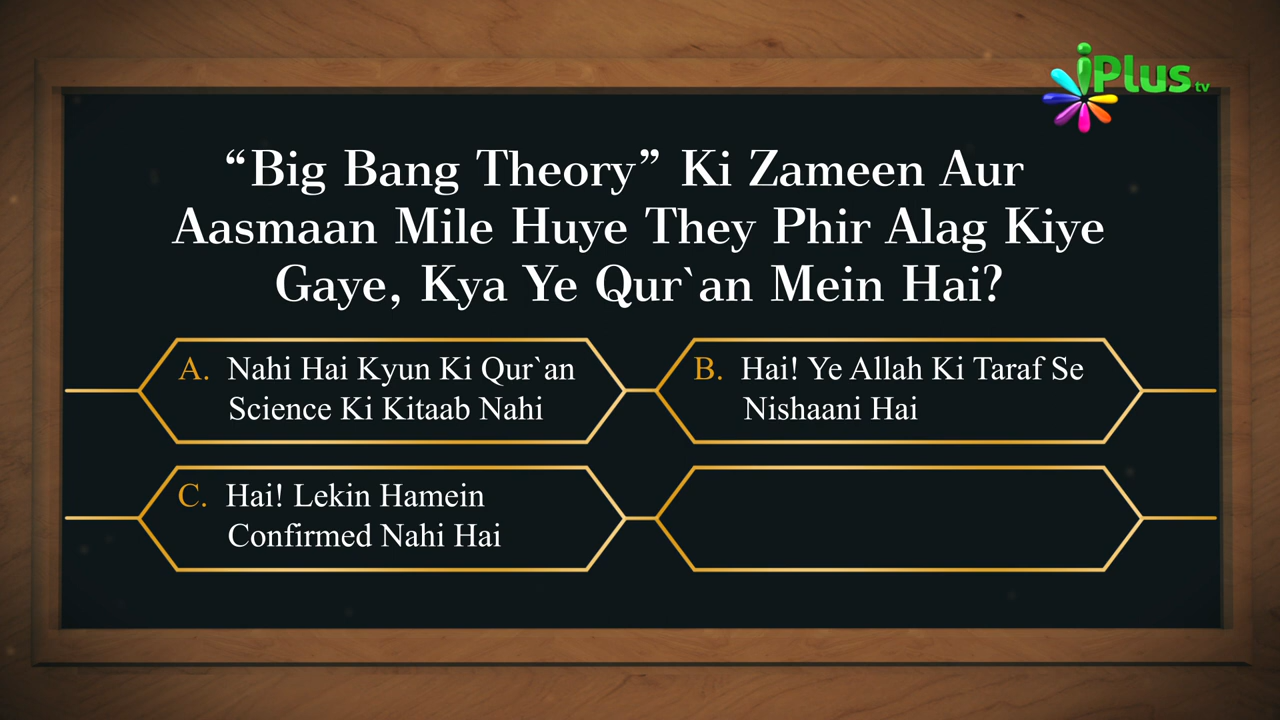 iPlus tv
“Big Bang Theory” Ki Zameen Aur
Aasmaan Mile Huye They Phir Alag Kiye
Gaye, Kya Ye Qur`an Mein Hai?
A. Nahi Hai Kyun Ki Qur`an
Science Ki Kitaab Nahi
B. Hai! Ye Allah Ki Taraf Se
Nishaani Hai
C. Hai! Lekin Hamein
Confirmed Nahi Hai